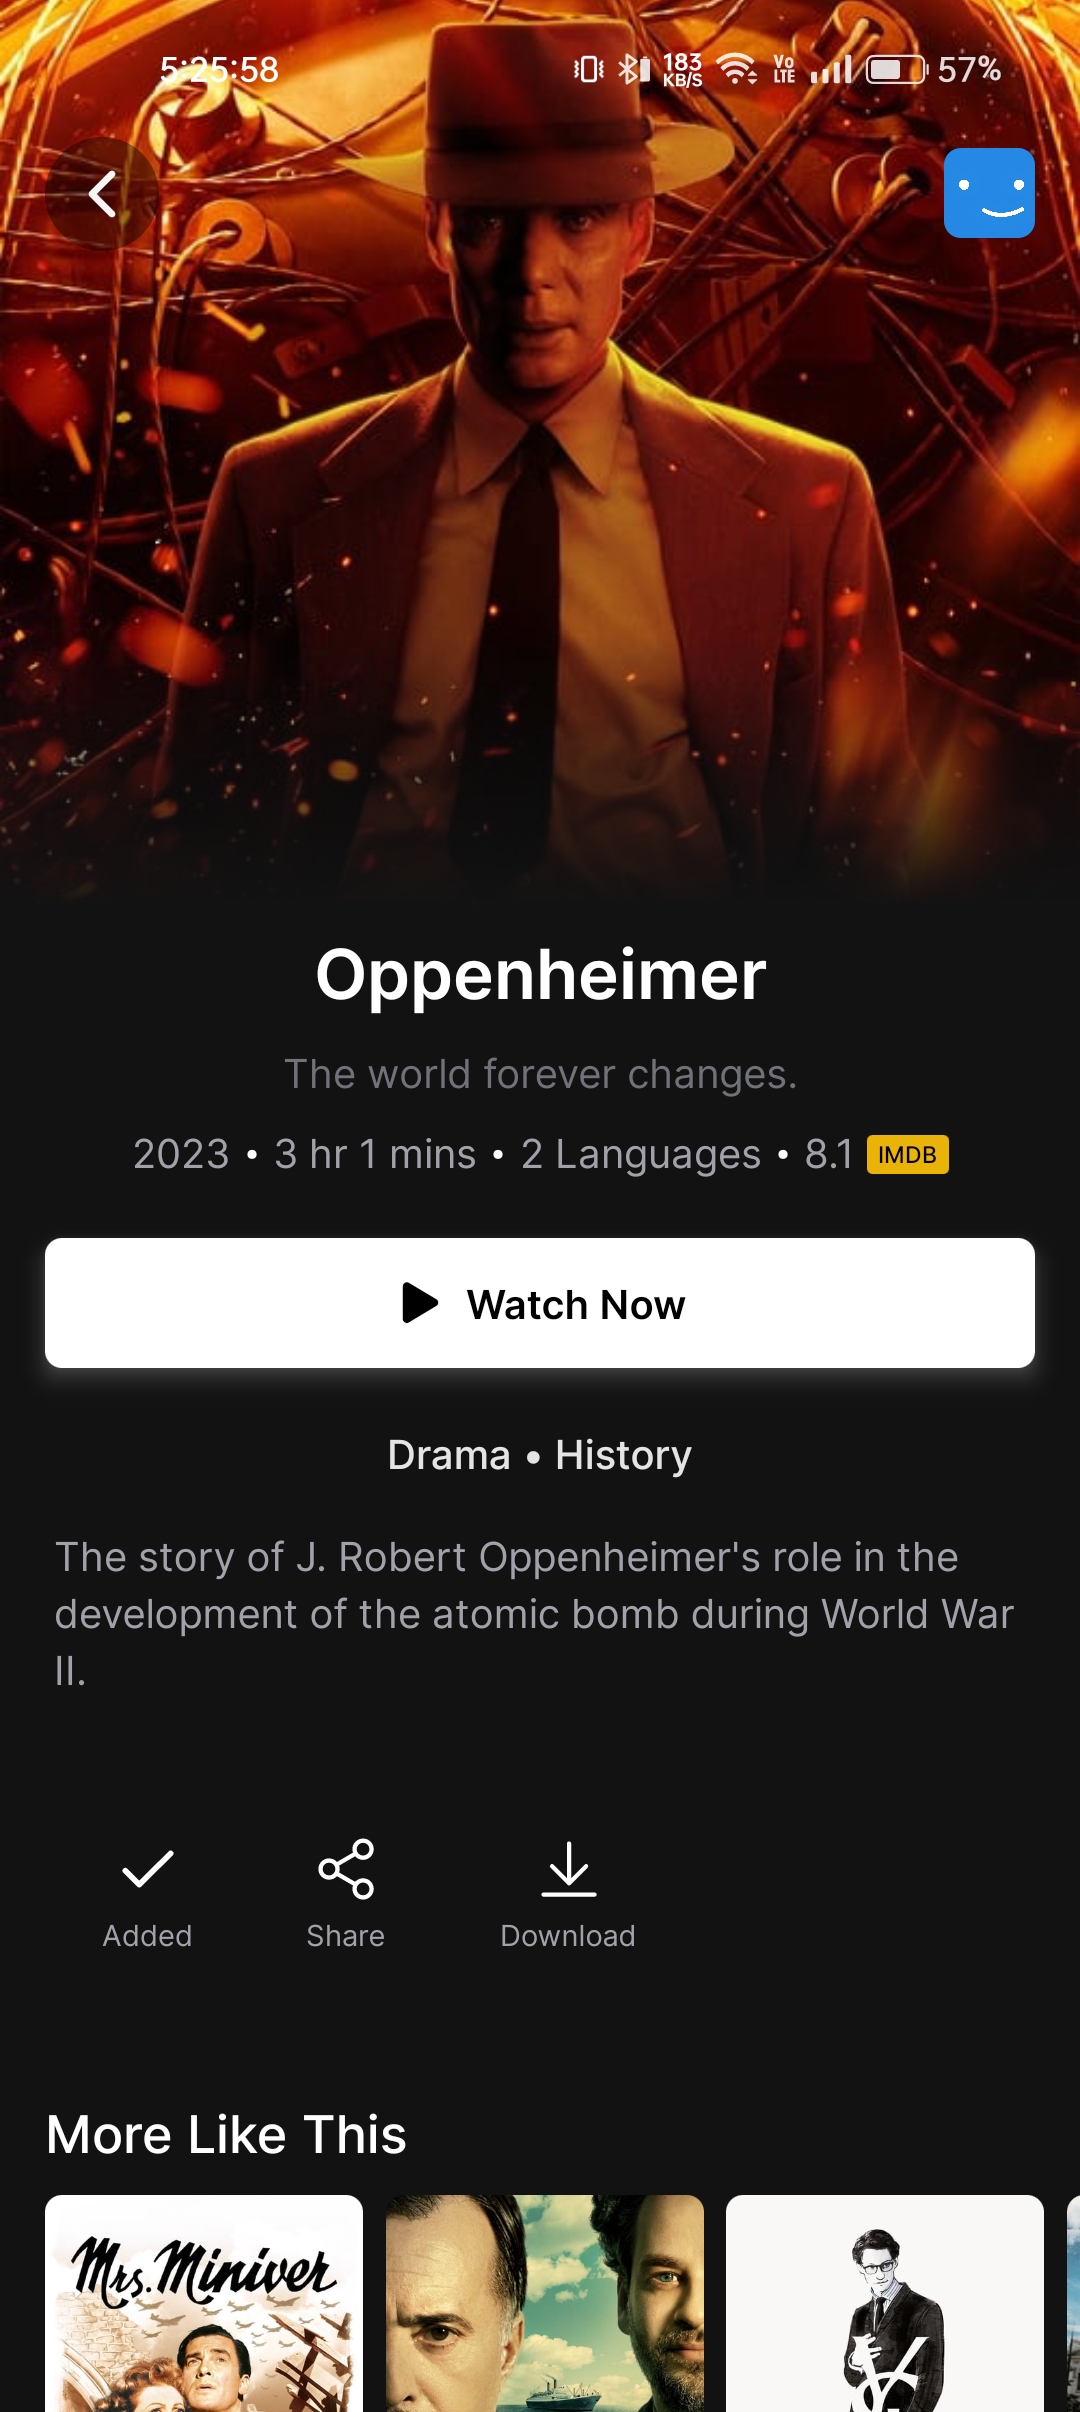 5:25:58 183 KB/S Vo LTE 57%
Oppenheimer
The world forever changes.
2023 • 3 hr 1 mins • 2 Languages • 8.1 IMDB
Watch Now
Drama • History
The story of J. Robert Oppenheimer's role in the
development of the atomic bomb during World War
II.
Added Share Download
More Like This
Mrs. Miniver